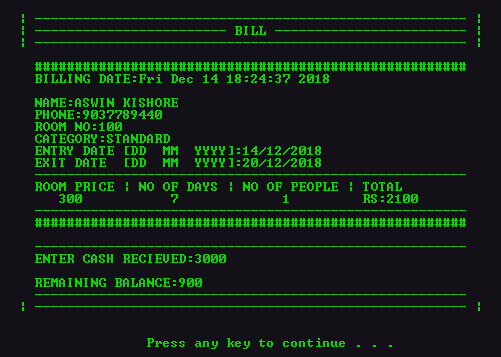 ¦ ------------------------------------------------------ ¦
¦ ------------------------ BILL ------------------------ ¦
¦ ------------------------------------------------------ ¦
######################################################
BILLING DATE:Fri Dec 14 18:24:37 2018
NAME:ASWIN KISHORE
PHONE:9037789440
ROOM NO:100
CATEGORY:STANDARD
ENTRY DATE [DD  MM  YYYY]:14/12/2018
EXIT DATE  [DD  MM  YYYY]:20/12/2018
------------------------------------------------------
ROOM PRICE ¦ NO OF DAYS ¦ NO OF PEOPLE ¦ TOTAL
300 7 1 RS:2100
------------------------------------------------------
######################################################
------------------------------------------------------
ENTER CASH RECIEVED:3000
REMAINING BALANCE:900
------------------------------------------------------
¦ ------------------------------------------------------ ¦
Press any key to continue . . .